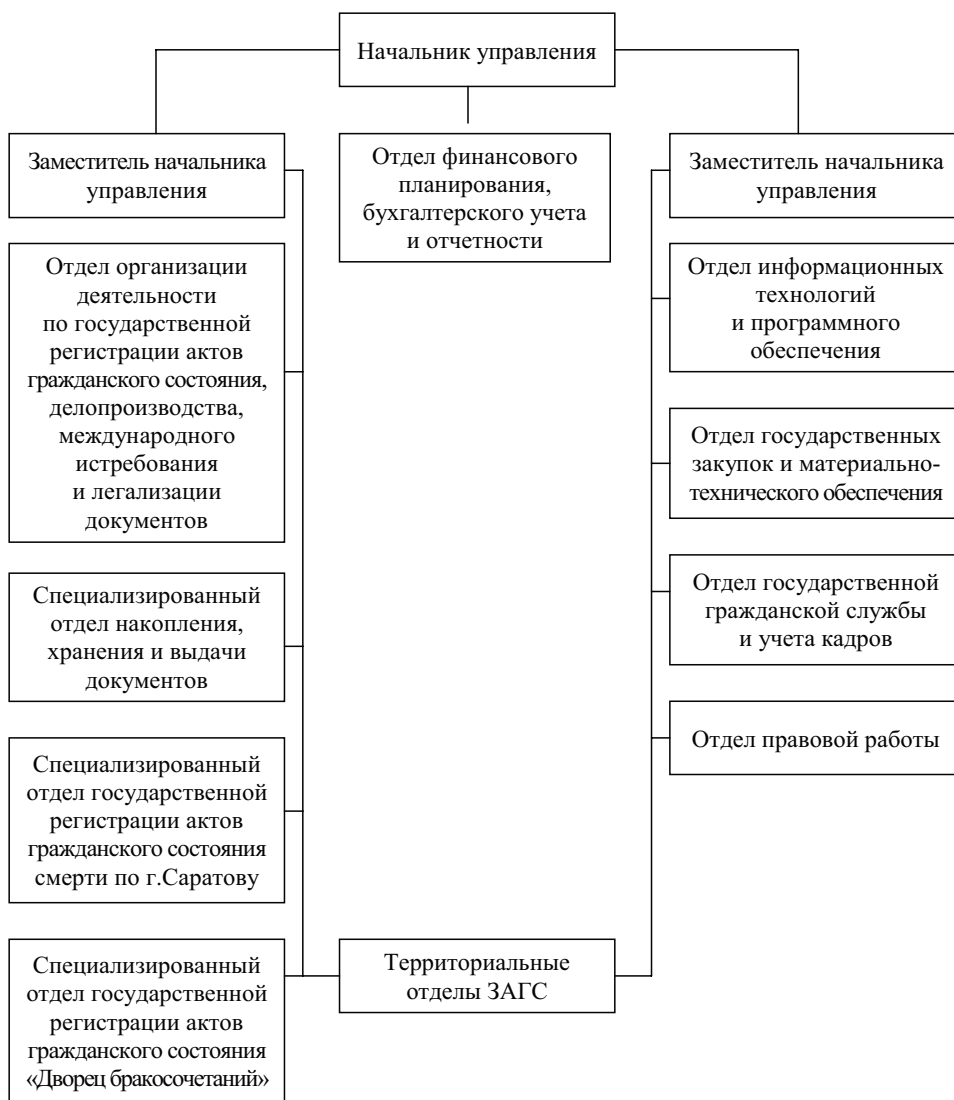 Начальник управления
Заместитель начальника
управления
Отдел финансового
планирования,
бухгалтерского учета
и отчетности
Заместитель начальника
управления
Отдел организации
деятельности
по государственной
регистрации актов
гражданского состояния,
делопроизводства,
международного
истребования
и легализации
документов
Специализированный
отдел накопления,
хранения и выдачи
документов
Специализированный
отдел государственной
регистрации актов
гражданского состояния
смерти по г.Саратову
Специализированный
отдел государственной
регистрации актов
гражданского состояния
«Дворец бракосочетаний»
Территориальные
отделы ЗАГС
Отдел информационных
технологий
и программного
обеспечения
Отдел государственных
закупок и материально-
технического обеспечения
Отдел государственной
гражданской службы
и учета кадров
Отдел правовой работы